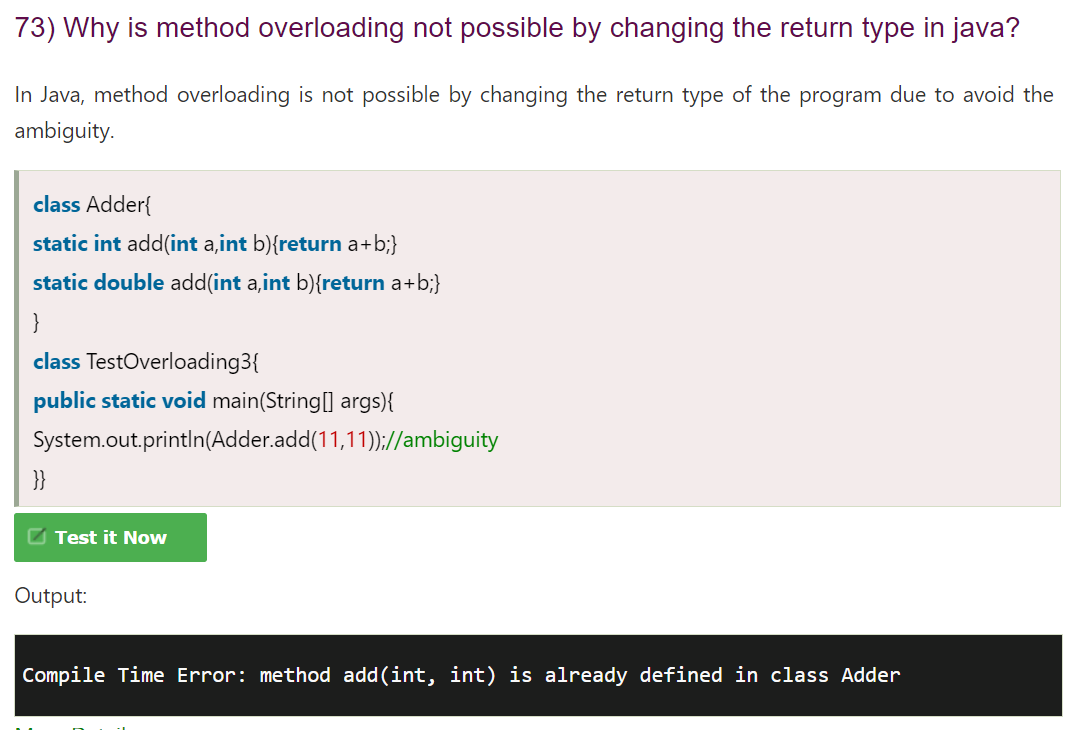 73) Why is method overloading not possible by changing the return type in java?
In Java, method overloading is not possible by changing the return type of the program due to avoid the
ambiguity.
class Adder{
static int add(int a,int b){return a+b;}
static double add(int a,int b){return a+b;}
}
class TestOverloading3{
public static void main(String[] args){
System.out.println(Adder.add(11,11));//ambiguity
}}
Test it Now
Output:
Compile Time Error: method add(int, int) is already defined in class Adder